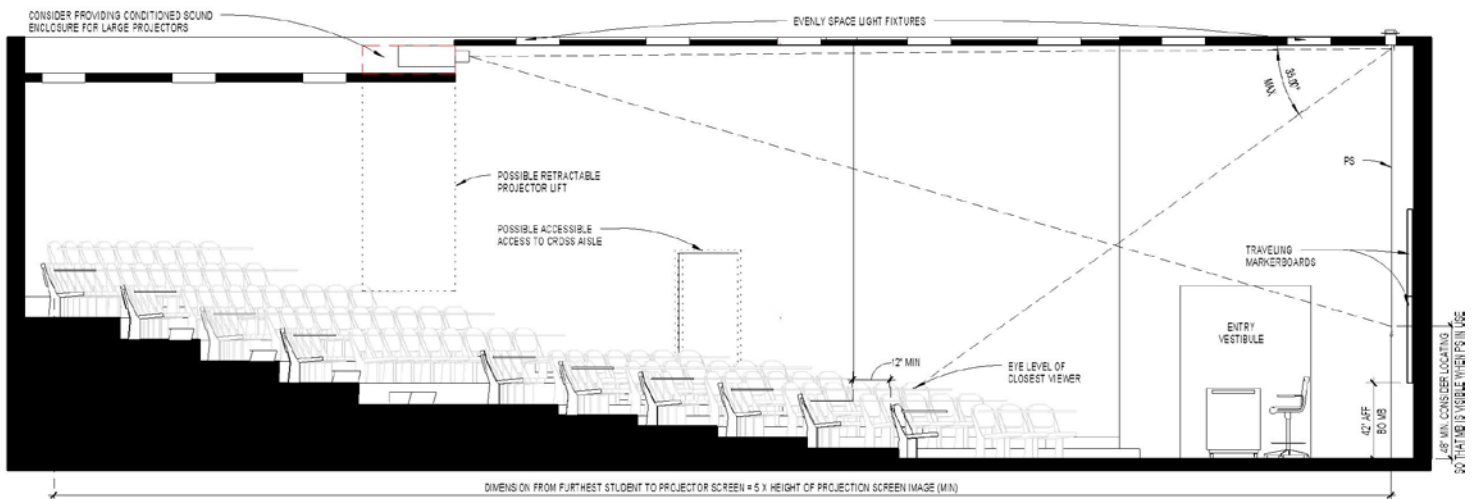 CONSIDER PROVIDING CONDITIONED SOUND
ENCLOSURE FOR LARGE PROJECTORS
EVENLY SPACE LIGHT FIXTURES
35.00°
MAX.
PS
POSSIBLE RETRACTABLE
PROJECTOR LIFT
POSSIBLE ACCESSIBLE
ACCESS TO CROSS AISLE
TRAVELING
MARKERBOARDS
ENTRY
VESTIBULE
12" MIN
EYE LEVEL OF
CLOSEST VIEWER
42" AFF
BO MB
48" MIN. CONSIDER LOCATING
SO THAT MB IS VISIBLE WHEN PS IN USE
DIMENSION FROM FURTHEST STUDENT TO PROJECTOR SCREEN = 5 X HEIGHT OF PROJECTION SCREEN IMAGE (MIN)